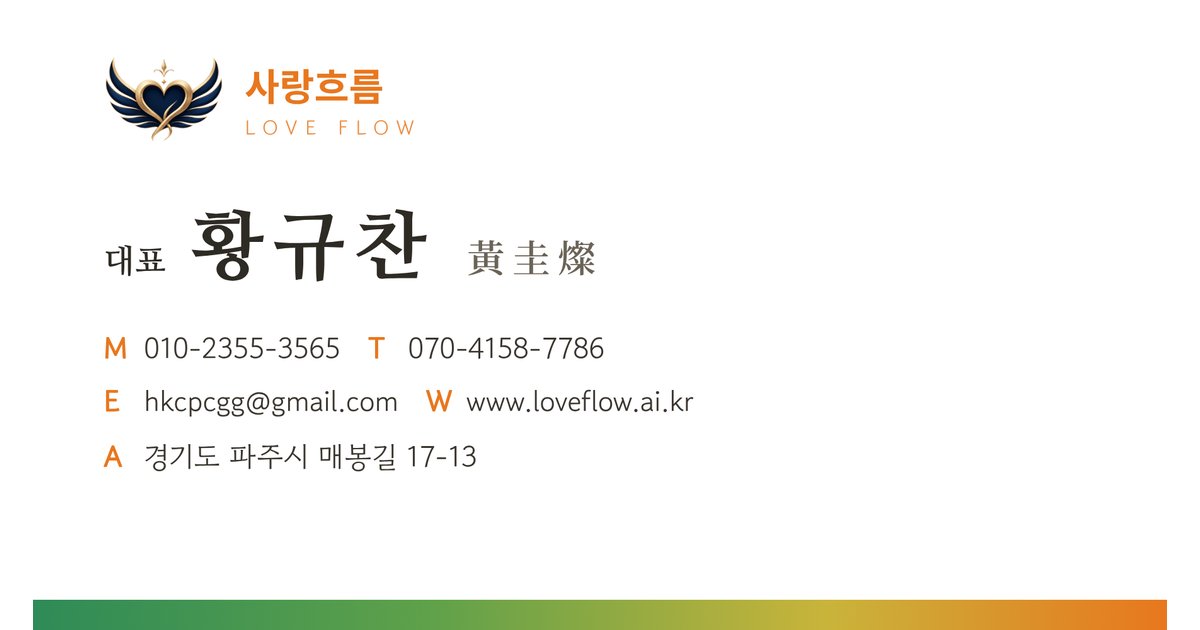 사랑흐름
LOVE FLOW
대표 황규찬 黃圭燦
M 010-2355-3565 T 070-4158-7786
E hkcpcgg@gmail.com W www.loveflow.ai.kr
A 경기도 파주시 매봉길 17-13